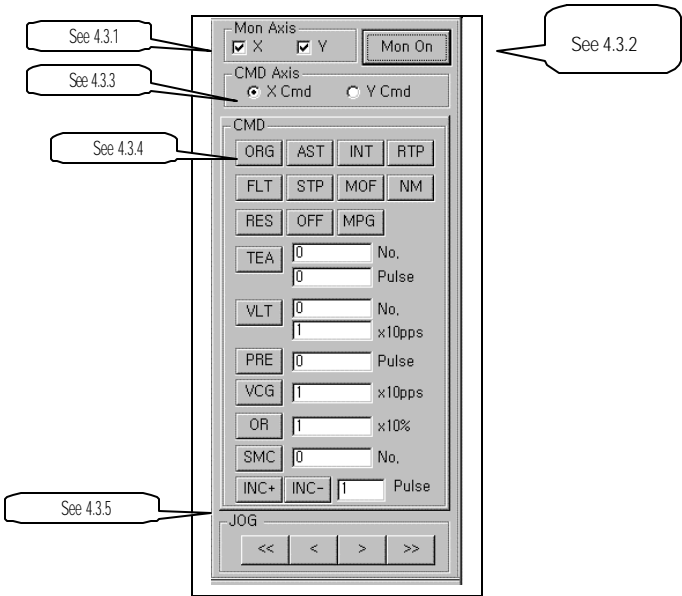 Mon Axis
See 4.3.1
X Y Mon On
See 4.3.2
CMD Axis
See 4.3.3
X Cmd Y Cmd
CMD
See 4.3.4
ORG AST INT RTP
FLT STP MOF NM
RES OFF MPG
TEA 0 No,
0 Pulse
VLT 0 No,
1 x10pps
PRE 0 Pulse
VCG 1 x10pps
OR 1 x10%
SMC 0 No,
INC+ INC- 1 Pulse
See 4.3.5
JOG
<< < > >>